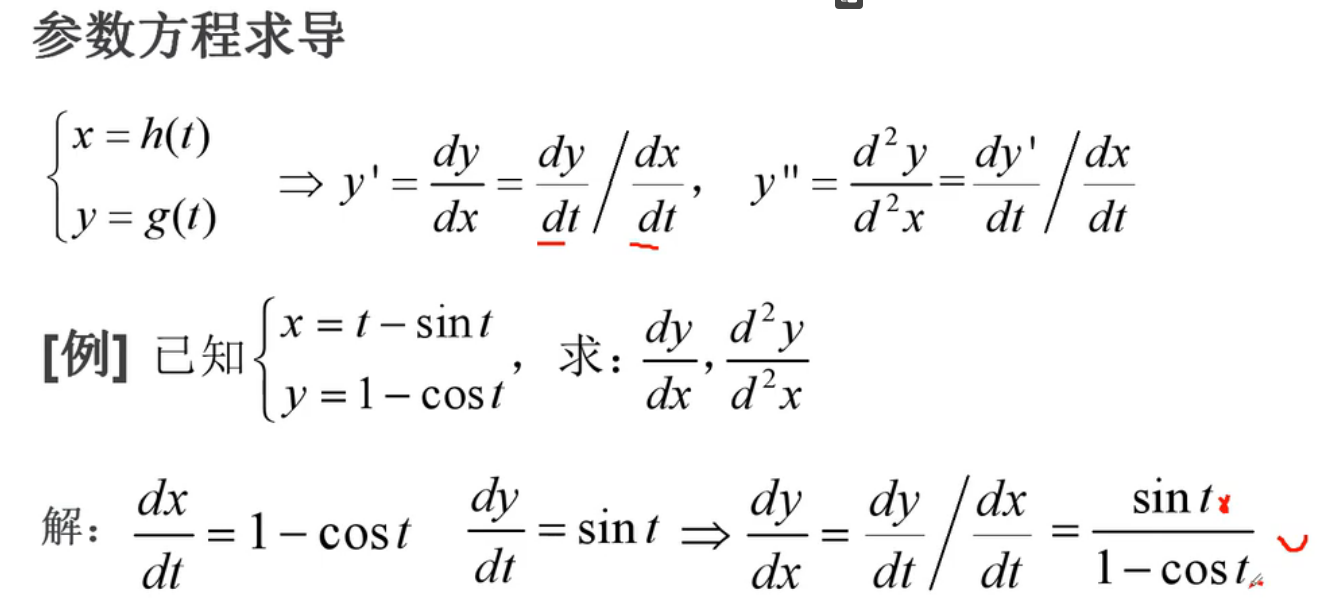 参数方程求导
{ x = h(t) y = g(t) ⇒ y' = dy/dx = dy/dt / dx/dt, y" = d²y/d²x = dy'/dt / dx/dt
[例] 已知 { x = t − sin t y = 1 − cos t , 求: dy/dx, d²y/d²x
解: dx/dt = 1 − cos t dy/dt = sin t ⇒ dy/dx = dy/dt / dx/dt = sin t/1 − cos t